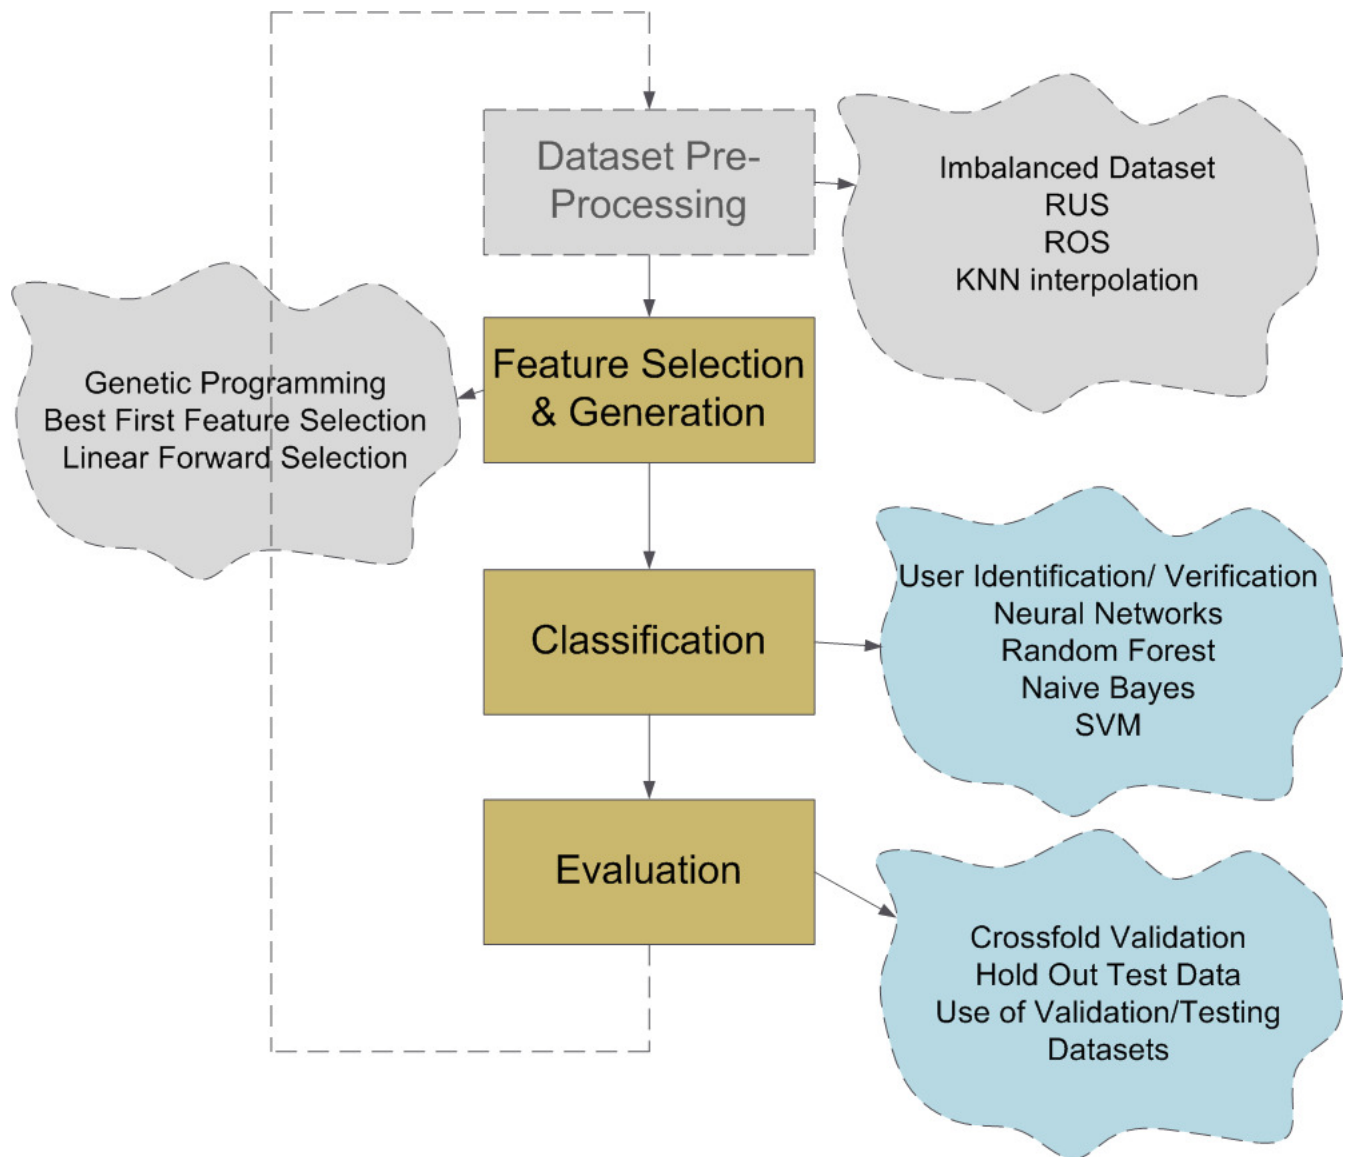 Dataset Pre-
Processing
Imbalanced Dataset
RUS
ROS
KNN interpolation
Feature Selection
& Generation
Genetic Programming
Best First Feature Selection
Linear Forward Selection
Classification
User Identification/ Verification
Neural Networks
Random Forest
Naive Bayes
SVM
Evaluation
Crossfold Validation
Hold Out Test Data
Use of Validation/Testing
Datasets